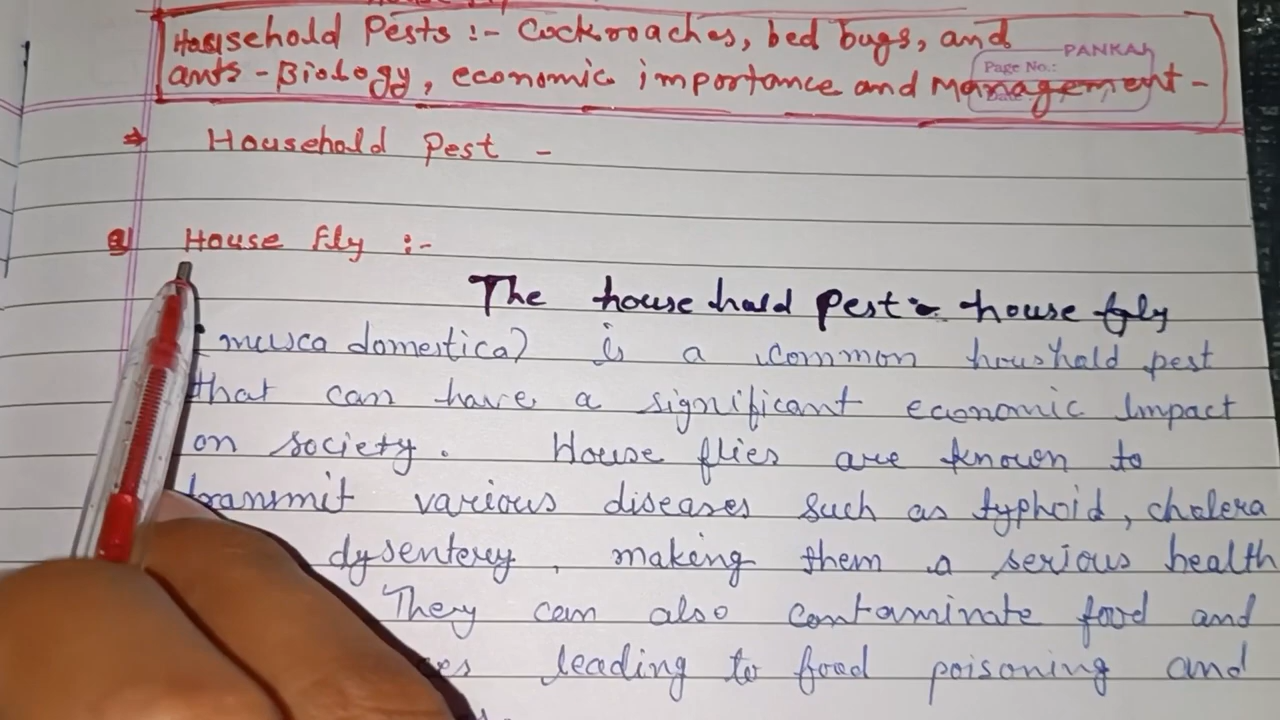 Household Pests :- Cockroaches, bed bugs, and
ants - Biology, economic importance and Management -
PANKAJ
Page No.:
Date
⇒ Household Pest -
House fly :-
The household Pest - house fly
musca domestica) is a common houshald pest
that can have a significant economic Impact
on society. House flies are known to
transmit various diseases such as typhoid, cholera
dysentery, making them a serious health
They can also contaminate food and
leading to food poisoning and